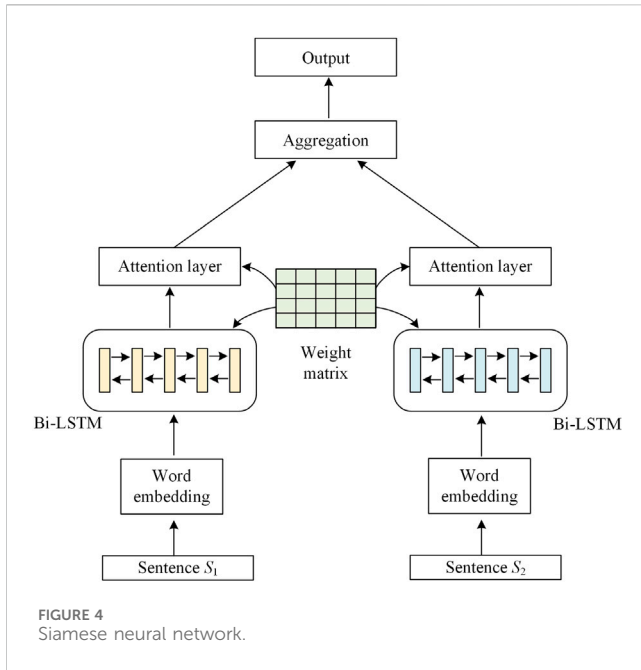 Output
Aggregation
Attention layer
Attention layer
Weight
matrix
Bi-LSTM
Bi-LSTM
Word
embedding
Word
embedding
Sentence S1
Sentence S2
FIGURE 4
Siamese neural network.